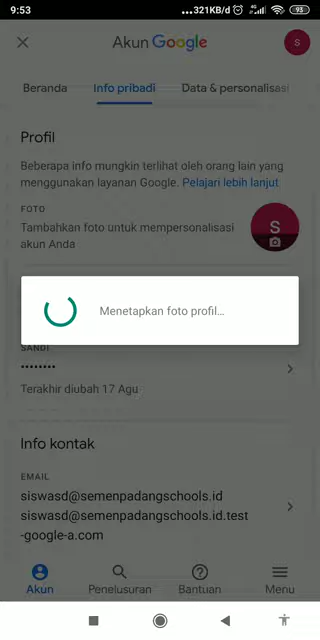 9:53
...321KB/d 4G 93
Akun Google
S
Beranda Info pribadi Data & personalisasi
Profil
Beberapa info mungkin terlihat oleh orang lain yang
menggunakan layanan Google. Pelajari lebih lanjut
FOTO
Tambahkan foto untuk mempersonalisasi
akun Anda
S
Menetapkan foto profil...
SANDI
••••••••
Terakhir diubah 17 Agu
Info kontak
EMAIL
siswasd@semenpadangschools.id
siswasd@semenpadangschools.id.test
-google-a.com
Akun Penelusuran Bantuan Menu